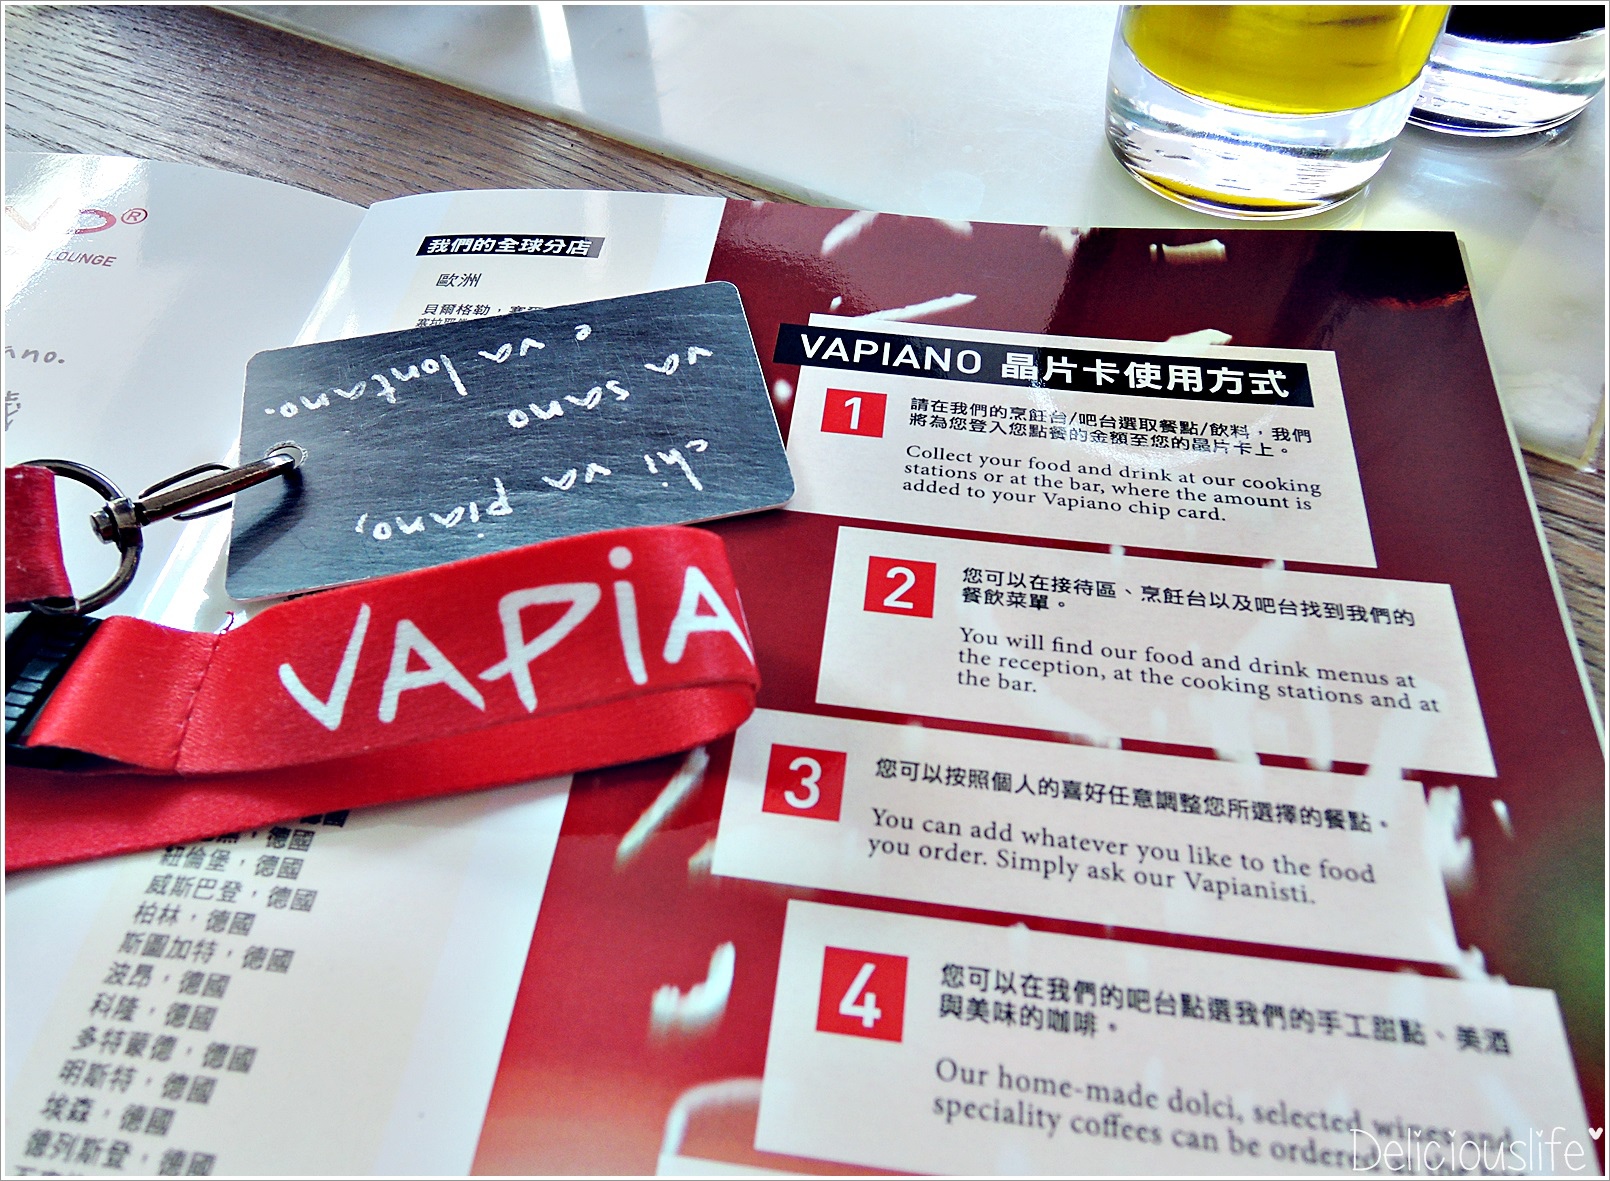 LOUNGE
ano.
我們的全球分店
歐洲
貝爾格勒，塞
chi va piano,
va sano
e va lontano.
VAPIA
紐倫堡，德國
威斯巴登，德國
柏林，德國
斯圖加特，德國
波昂，德國
科隆，德國
多特蒙德，德國
明斯特，德國
埃森，德國
德列斯登，德國
VAPIANO 晶片卡使用方式
1
請在我們的烹飪台/吧台選取餐點/飲料，我們
將為您登入您點餐的金額至您的晶片卡上。
Collect your food and drink at our cooking
stations or at the bar, where the amount is
added to your Vapiano chip card.
2
您可以在接待區、烹飪台以及吧台找到我們的
餐飲菜單。
You will find our food and drink menus at
the reception, at the cooking stations and at
the bar.
3
您可以按照個人的喜好任意調整您所選擇的餐點。
You can add whatever you like to the food
you order. Simply ask our Vapianisti.
4
您可以在我們的吧台點選我們的手工甜點、美酒
與美味的咖啡。
Our home-made dolci, selected wines and
speciality coffees can be ordered
Deliciouslife